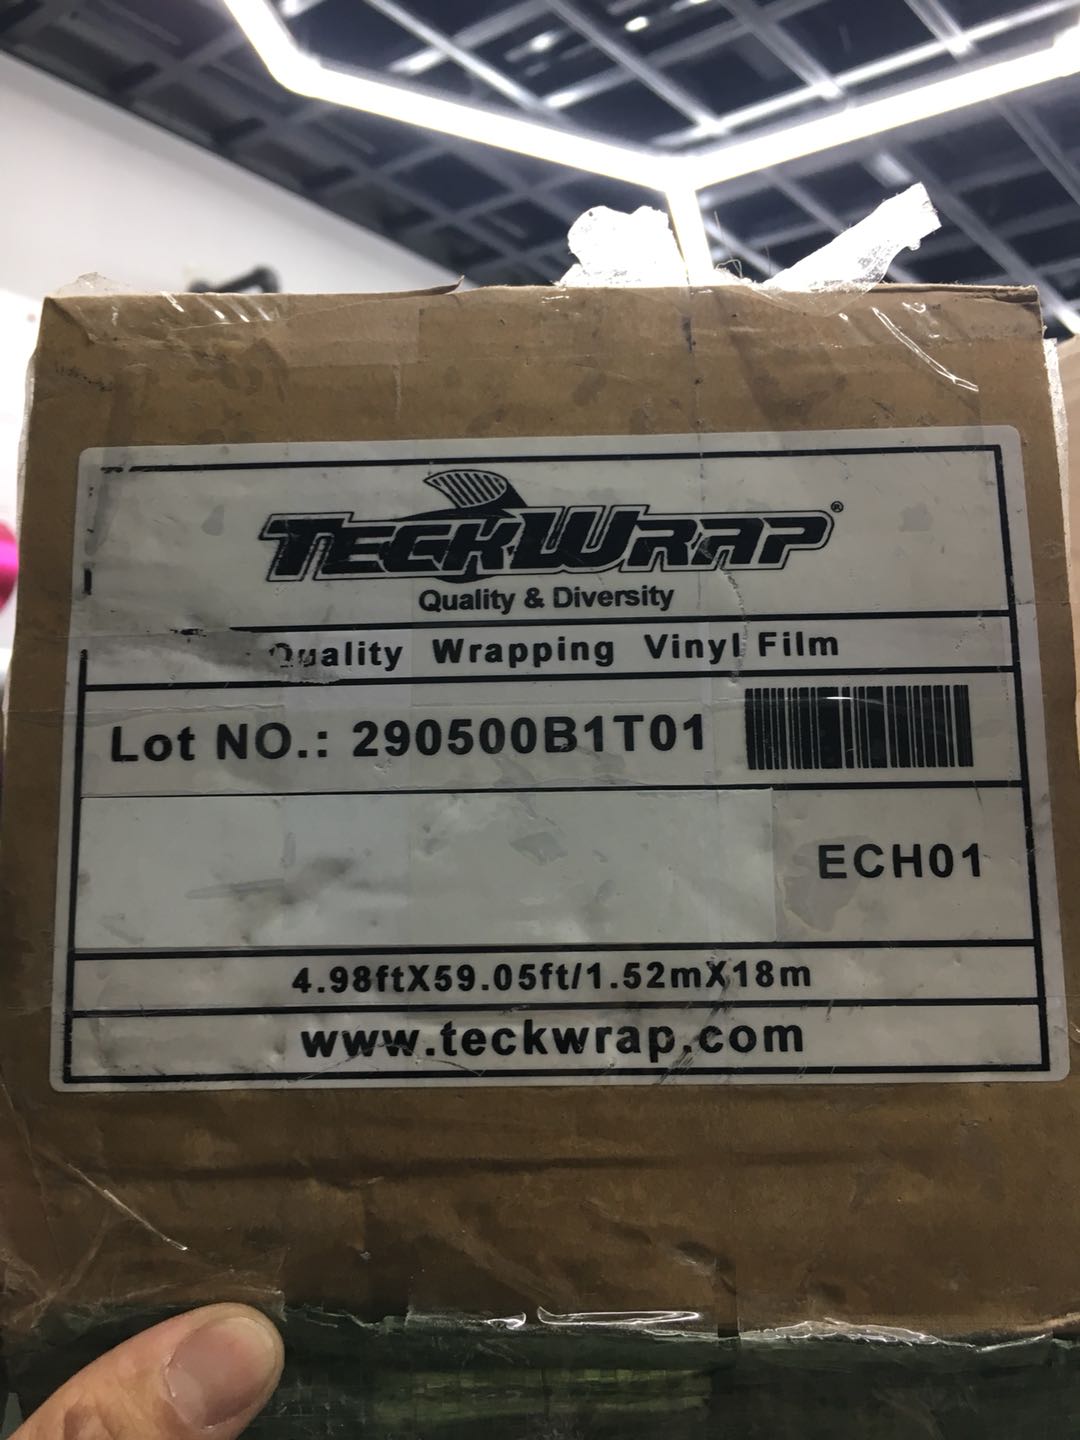 TECKWRAP®
Quality & Diversity
Quality Wrapping Vinyl Film
Lot NO.: 290500B1T01
ECH01
4.98ftX59.05ft/1.52mX18m
www.teckwrap.com